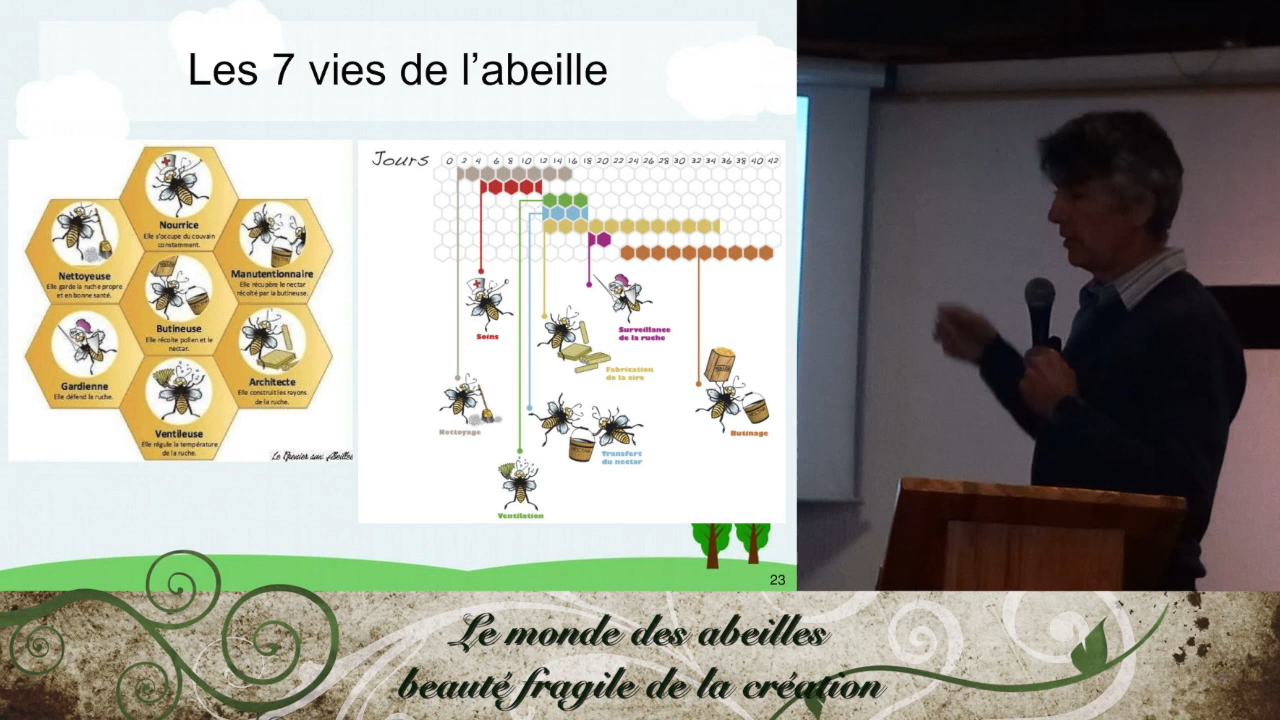 Les 7 vies de l'abeille
Nourrice
Elle s'occupe du couvain
constamment.
Nettoyeuse
Elle garde la ruche propre
et en bonne santé.
Manutentionnaire
Elle récupère le nectar
récolté par la butineuse.
Butineuse
Elle récolte pollen et le
nectar.
Gardienne
Elle défend la ruche.
Architecte
Elle construit les rayons
de la ruche.
Ventileuse
Elle régule la température
de la ruche.
Jours 0 2 4 6 8 10 12 14 16 18 20 22 24 26 28 30 32 34 36 38 40 42
Soins
Surveillance
de la ruche
Fabrication
de la cire
Nettoyage
Transfert
du nectar
Butinage
Ventilation
23
Le monde des abeilles
beauté fragile de la création